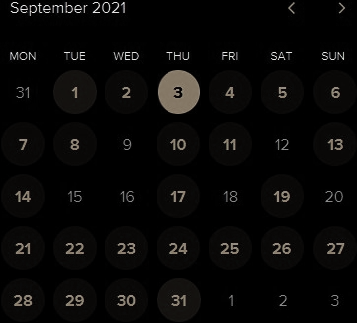 September 2021
MON TUE WED THU FRI SAT SUN
31 1 2 3 4 5 6
7 8 9 10 11 12 13
14 15 16 17 18 19 20
21 22 23 24 25 26 27
28 29 30 31 1 2 3